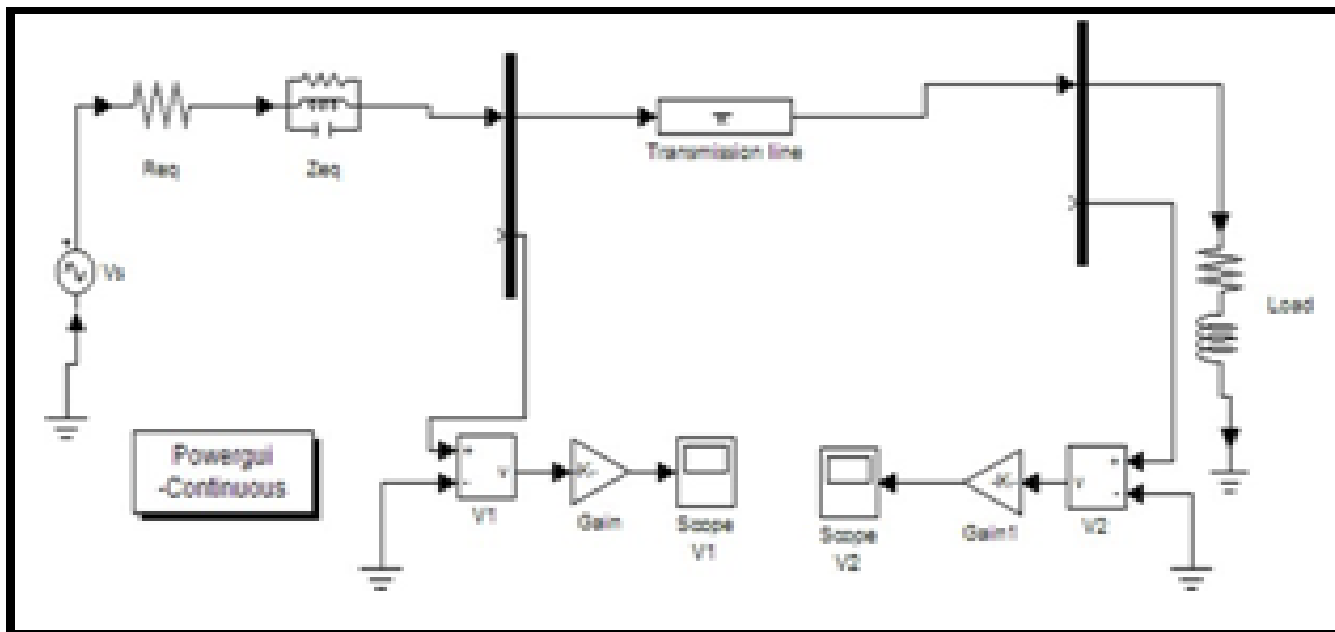 Req
Zeq
Transmission line
Vs
Load
Powergui
-Continuous
+
-
v
V1
-K-
Gain
Scope
V1
Scope
V2
-K-
Gain1
+
-
v
V2